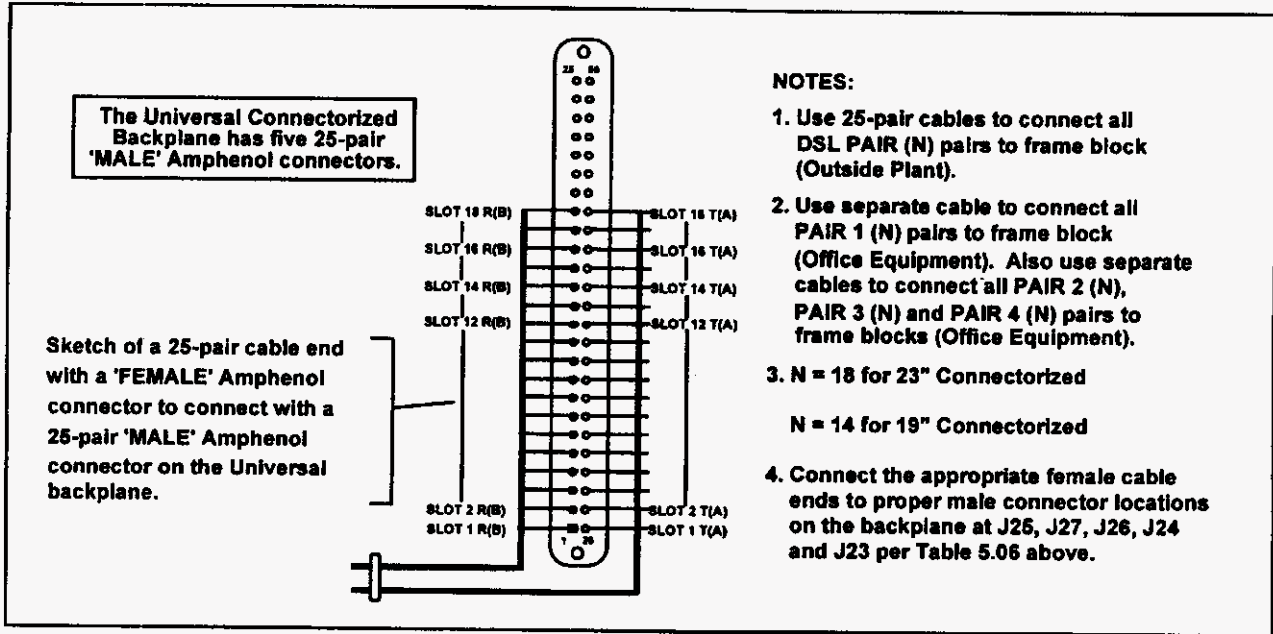 The Universal Connectorized
Backplane has five 25-pair
'MALE' Amphenol connectors.
Sketch of a 25-pair cable end
with a 'FEMALE' Amphenol
connector to connect with a
25-pair 'MALE' Amphenol
connector on the Universal
backplane.
25 50
SLOT 18 R(B) SLOT 18 T(A)
SLOT 16 R(B) SLOT 16 T(A)
SLOT 14 R(B) SLOT 14 T(A)
SLOT 12 R(B) SLOT 12 T(A)
SLOT 2 R(B) SLOT 2 T(A)
SLOT 1 R(B) SLOT 1 T(A)
1 26
NOTES:
1. Use 25-pair cables to connect all
DSL PAIR (N) pairs to frame block
(Outside Plant).
2. Use separate cable to connect all
PAIR 1 (N) pairs to frame block
(Office Equipment). Also use separate
cables to connect all PAIR 2 (N),
PAIR 3 (N) and PAIR 4 (N) pairs to
frame blocks (Office Equipment).
3. N = 18 for 23" Connectorized
N = 14 for 19" Connectorized
4. Connect the appropriate female cable
ends to proper male connector locations
on the backplane at J25, J27, J26, J24
and J23 per Table 5.06 above.